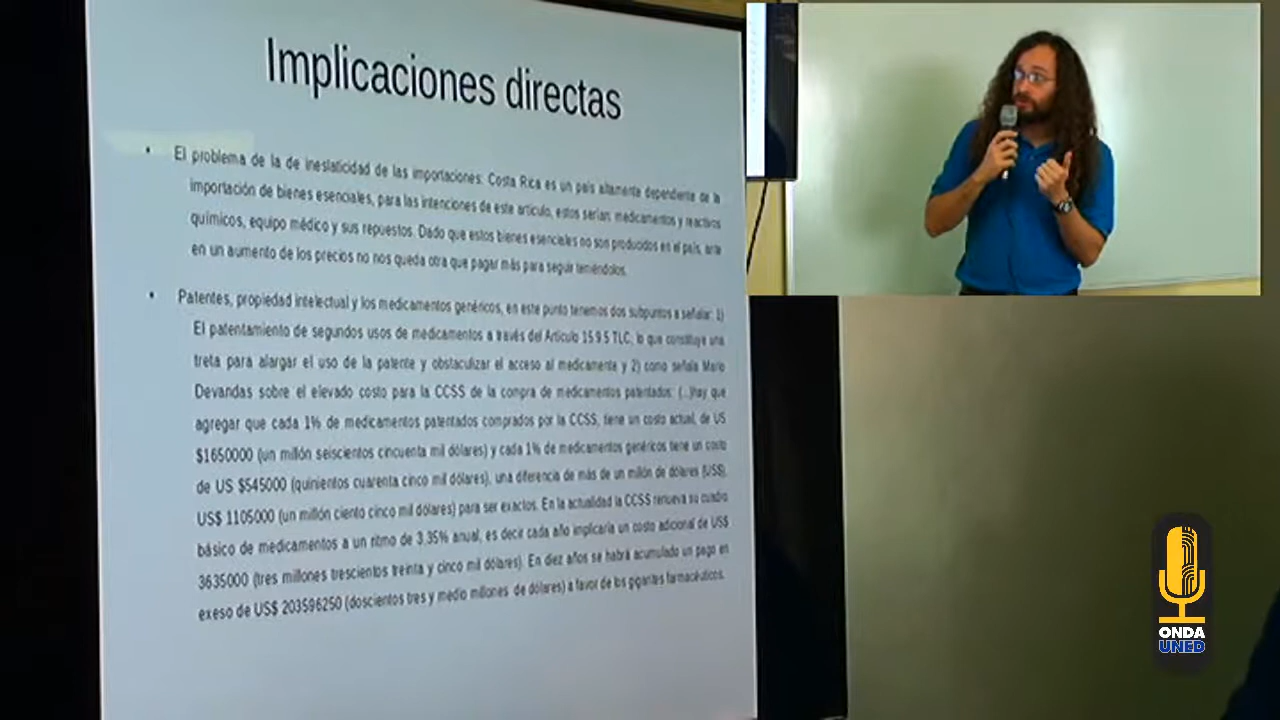 Implicaciones directas
• El problema de la de ineslaticidad de las importaciones: Costa Rica es un país altamente dependiente de la
importación de bienes esenciales, para las intenciones de este artículo, estos serían: medicamentos y reactivos
químicos, equipo médico y sus repuestos. Dado que estos bienes esenciales no son producidos en el país, ante
en un aumento de los precios no nos queda otra que pagar más para seguir teniéndolos.
• Patentes, propiedad intelectual y los medicamentos genéricos, en este punto tenemos dos subpuntos a señalar: 1)
El patentamiento de segundos usos de medicamentos a través del Artículo 15.9.5 TLC; lo que constituye una
treta para alargar el uso de la patente y obstaculizar el acceso al medicamente y 2) como señala Mario
Devandas sobre el elevado costo para la CCSS de la compra de medicamentos patentados: (...)hay que
agregar que cada 1% de medicamentos patentados comprados por la CCSS, tiene un costo actual, de US
$1650000 (un millón seiscientos cincuenta mil dólares) y cada 1% de medicamentos genéricos tiene un costo
de US $545000 (quinientos cuarenta cinco mil dólares), una diferencia de más de un millón de dólares (US$),
US$ 1105000 (un millón ciento cinco mil dólares) para ser exactos. En la actualidad la CCSS renueva su cuadro
básico de medicamentos a un ritmo de 3,35% anual, es decir cada año implicaría un costo adicional de US$
3635000 (tres millones trescientos treinta y cinco mil dólares). En diez años se habrá acumulado un pago en
exeso de US$ 203596250 (doscientos tres y medio millones de dólares) a favor de los gigantes farmacéuticos.
ONDA
UNED